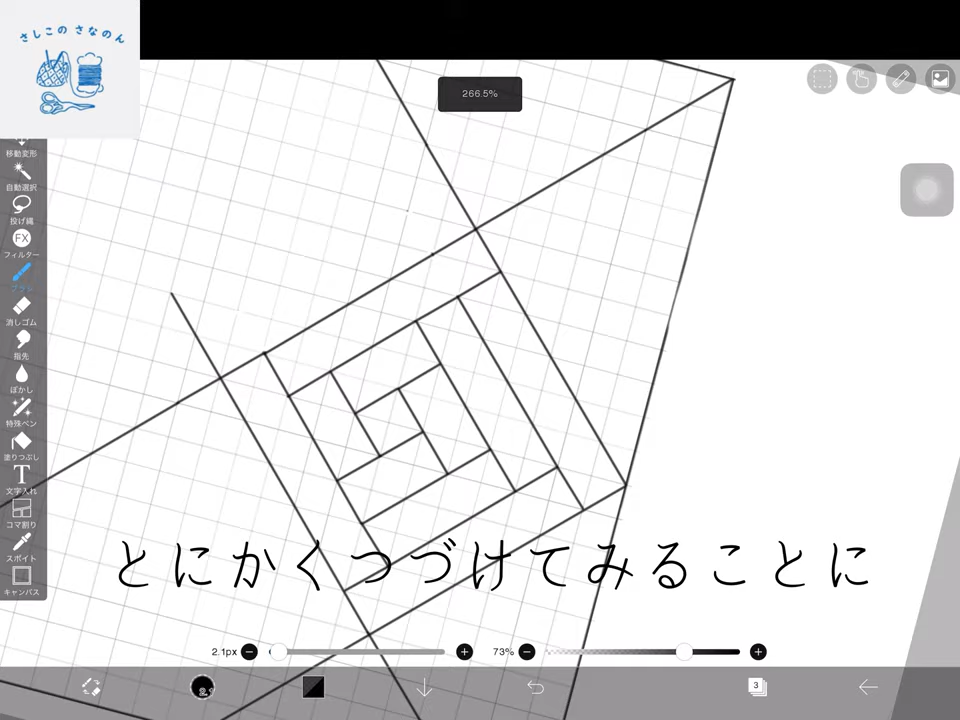 さしこの さなのん
266.5%
移動変形
自動選択
投げ縄
FX
フィルター
ブラシ
消しゴム
指先
ぼかし
特殊ペン
塗りつぶし
T
文字入れ
コマ割り
スポイト
キャンバス
とにかくつづけてみることに
2.1px
73%
3